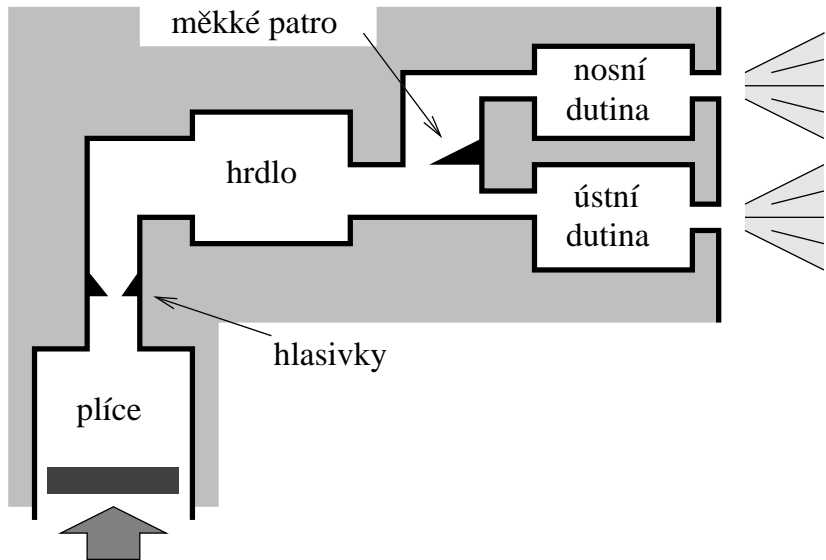 měkké patro
nosní
dutina
hrdlo
ústní
dutina
hlasivky
plíce